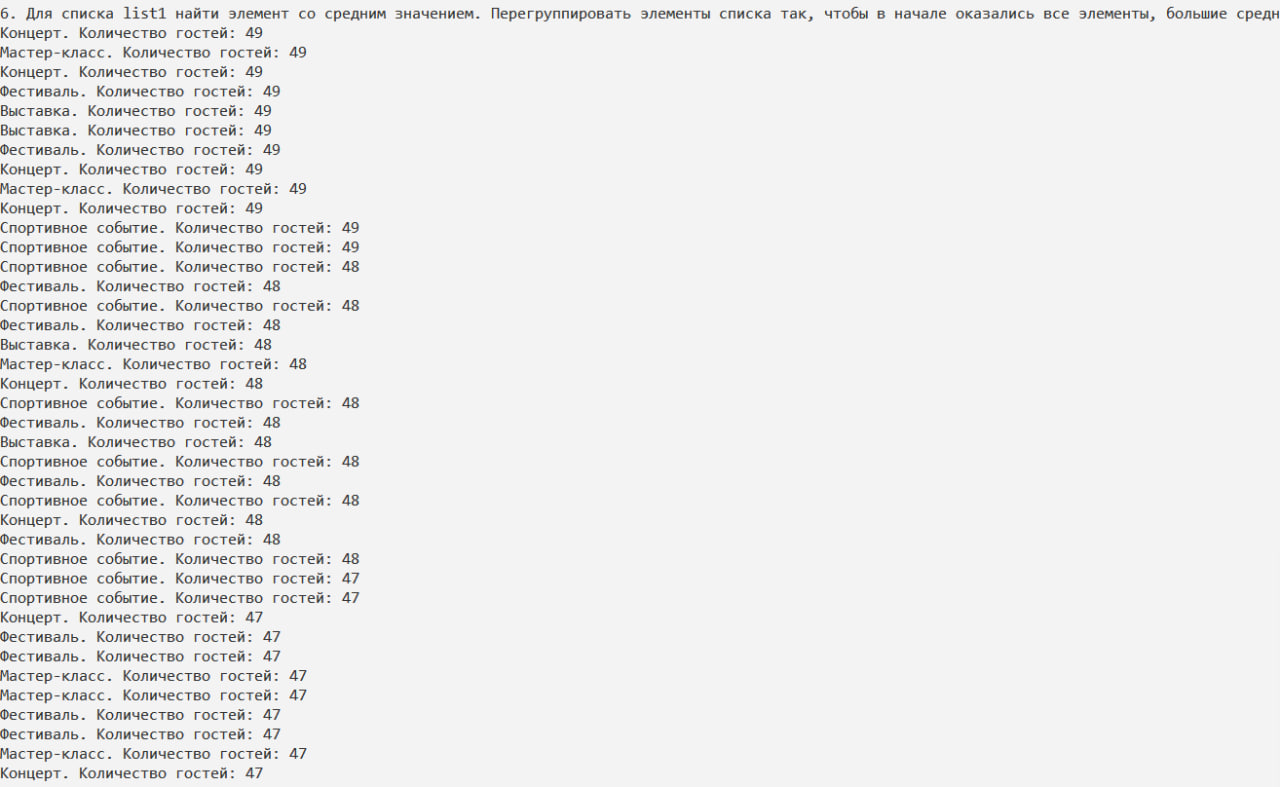 6. Для списка list1 найти элемент со средним значением. Перегруппировать элементы списка так, чтобы в начале оказались все элементы, большие средн
Концерт. Количество гостей: 49
Мастер-класс. Количество гостей: 49
Концерт. Количество гостей: 49
Фестиваль. Количество гостей: 49
Выставка. Количество гостей: 49
Выставка. Количество гостей: 49
Фестиваль. Количество гостей: 49
Концерт. Количество гостей: 49
Мастер-класс. Количество гостей: 49
Концерт. Количество гостей: 49
Спортивное событие. Количество гостей: 49
Спортивное событие. Количество гостей: 49
Спортивное событие. Количество гостей: 48
Фестиваль. Количество гостей: 48
Спортивное событие. Количество гостей: 48
Фестиваль. Количество гостей: 48
Выставка. Количество гостей: 48
Мастер-класс. Количество гостей: 48
Концерт. Количество гостей: 48
Спортивное событие. Количество гостей: 48
Фестиваль. Количество гостей: 48
Выставка. Количество гостей: 48
Спортивное событие. Количество гостей: 48
Фестиваль. Количество гостей: 48
Спортивное событие. Количество гостей: 48
Концерт. Количество гостей: 48
Фестиваль. Количество гостей: 48
Спортивное событие. Количество гостей: 48
Спортивное событие. Количество гостей: 47
Спортивное событие. Количество гостей: 47
Концерт. Количество гостей: 47
Фестиваль. Количество гостей: 47
Фестиваль. Количество гостей: 47
Мастер-класс. Количество гостей: 47
Мастер-класс. Количество гостей: 47
Фестиваль. Количество гостей: 47
Фестиваль. Количество гостей: 47
Мастер-класс. Количество гостей: 47
Концерт. Количество гостей: 47